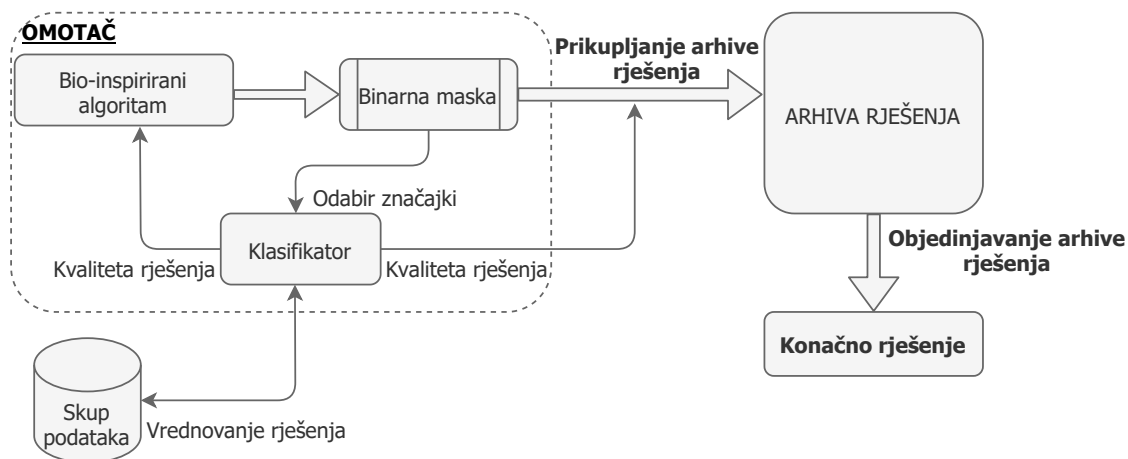 OMOTAČ
Bio-inspirirani
algoritam
Binarna maska
Prikupljanje arhive
rješenja
ARHIVA RJEŠENJA
Odabir značajki
Klasifikator
Kvaliteta rješenja
Kvaliteta rješenja
Objedinjavanje arhive
rješenja
Konačno rješenje
Skup
podataka
Vrednovanje rješenja